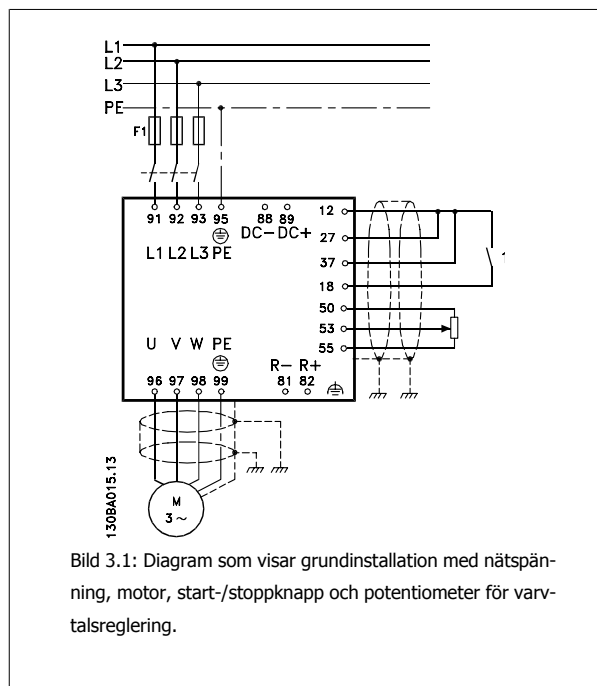 L1
L2
L3
PE
F1
91 92 93 95 88 89 12
DC- DC+
L1 L2 L3 PE
27
37
18
50
53
55
U V W PE
R- R+
96 97 98 99 81 82
M
3~
130BA015.13
Bild 3.1: Diagram som visar grundinstallation med nätspän-
ning, motor, start-/stoppknapp och potentiometer för varv-
talsreglering.